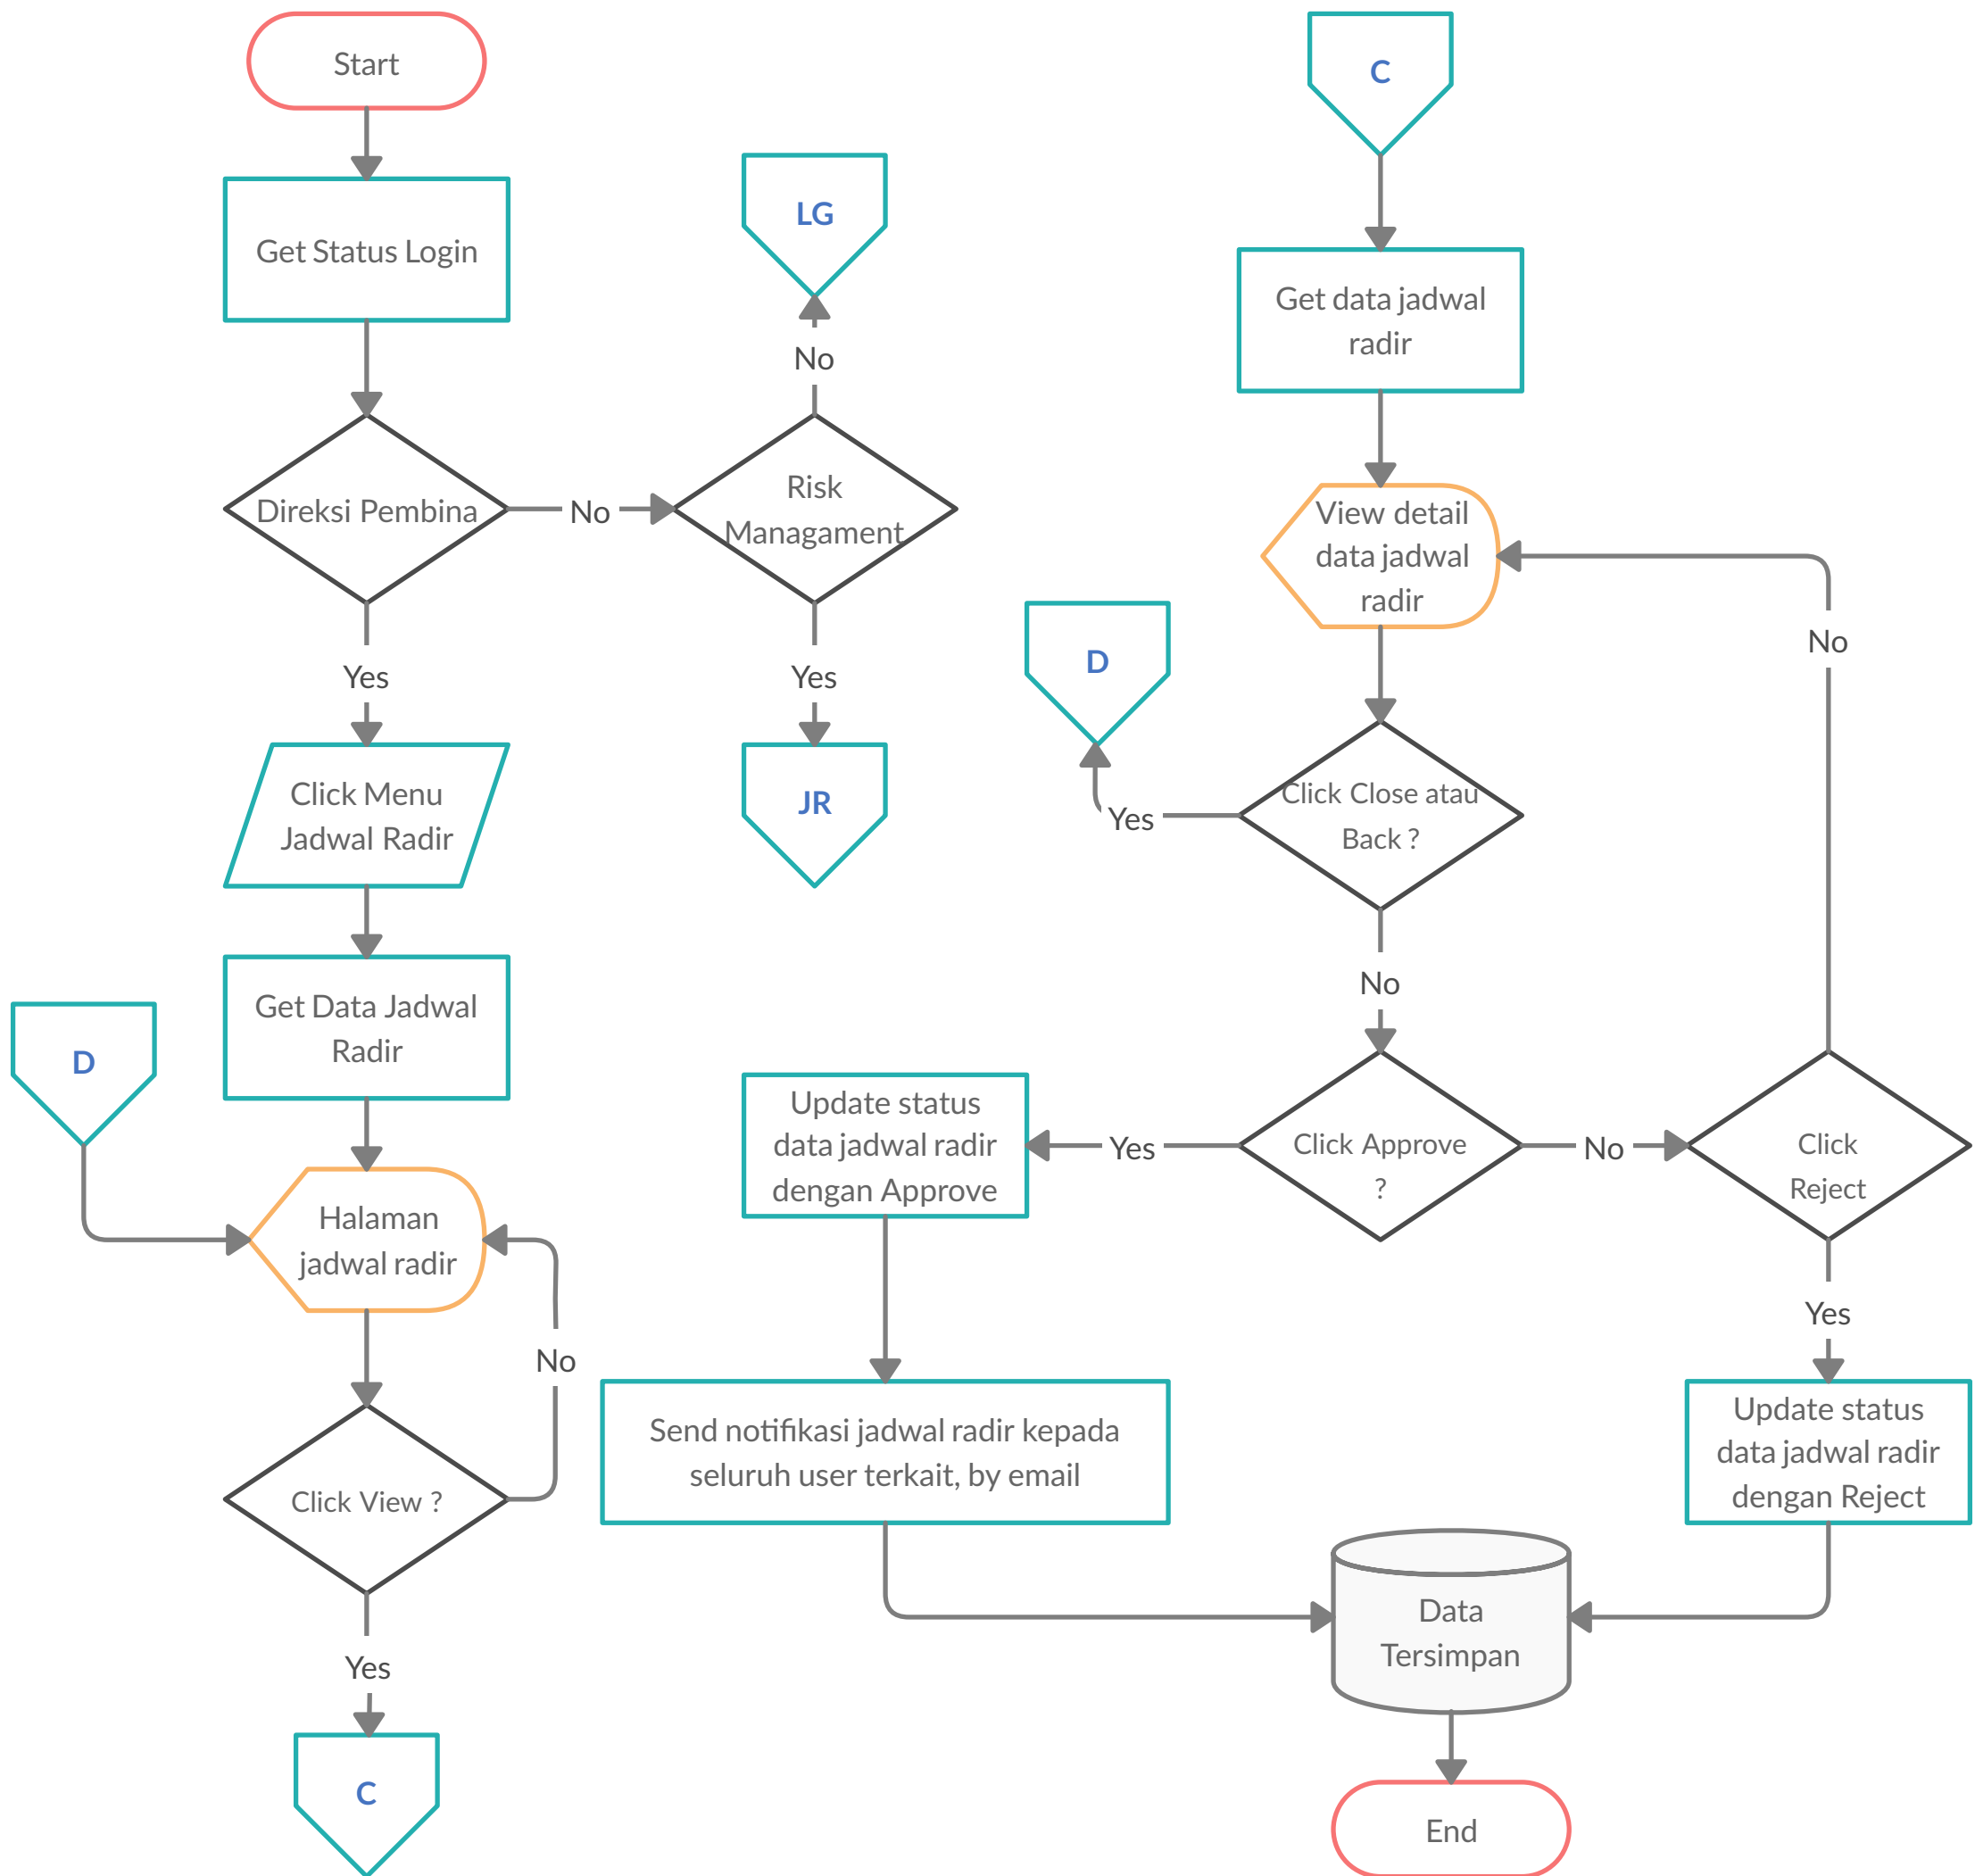 Start
Get Status Login
Direksi Pembina
No
Risk
Managament
No
LG
Yes
JR
Yes
Click Menu
Jadwal Radir
Get Data Jadwal
Radir
D
Halaman
jadwal radir
No
Click View ?
Yes
C
C
Get data jadwal
radir
View detail
data jadwal
radir
No
D
Yes
Click Close atau
Back ?
No
Click Approve
?
Yes
Update status
data jadwal radir
dengan Approve
No
Click
Reject
Yes
Send notifikasi jadwal radir kepada
seluruh user terkait, by email
Update status
data jadwal radir
dengan Reject
Data
Tersimpan
End